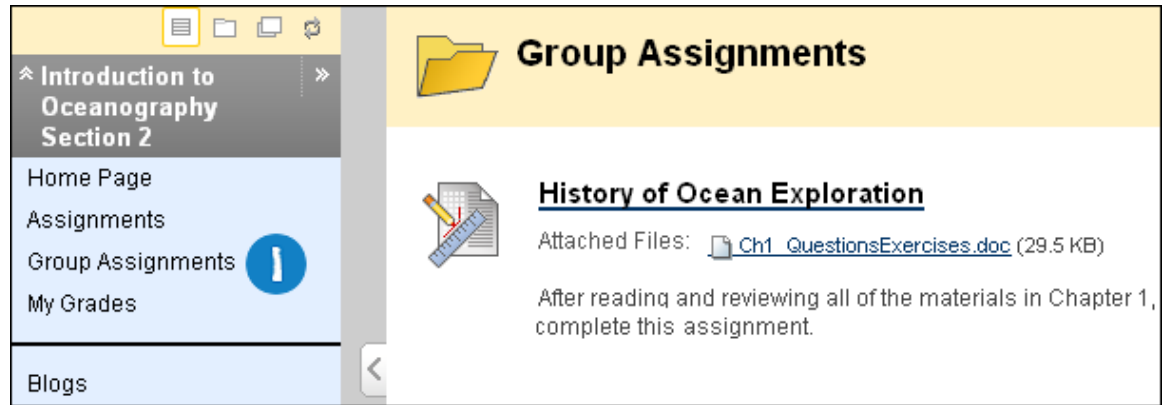 Introduction to
Oceanography
Section 2
Home Page
Assignments
Group Assignments
1
My Grades
Blogs
Group Assignments
History of Ocean Exploration
Attached Files: Ch1_QuestionsExercises.doc (29.5 KB)
After reading and reviewing all of the materials in Chapter 1,
complete this assignment.